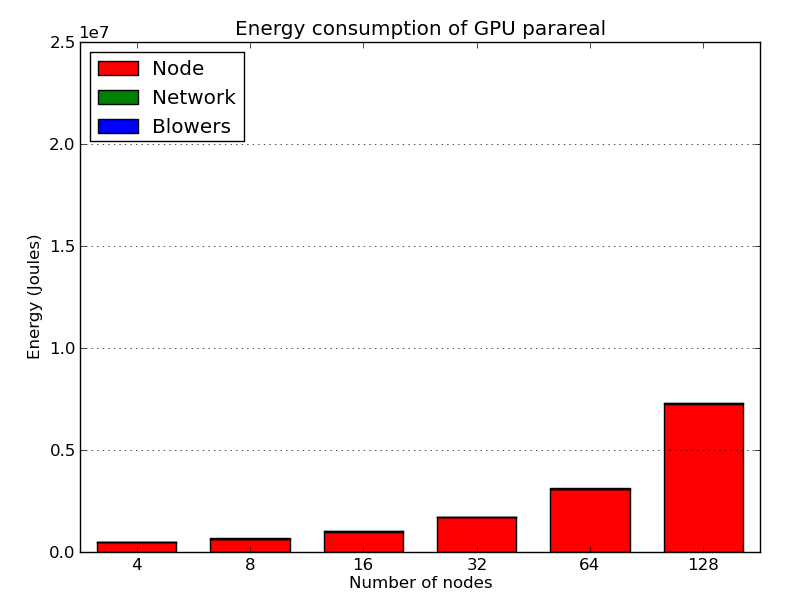 Energy consumption of GPU parareal
1e7
2.5
2.0
1.5
1.0
0.5
0.0
Energy (Joules)
Node
Network
Blowers
4 8 16 32 64 128
Number of nodes